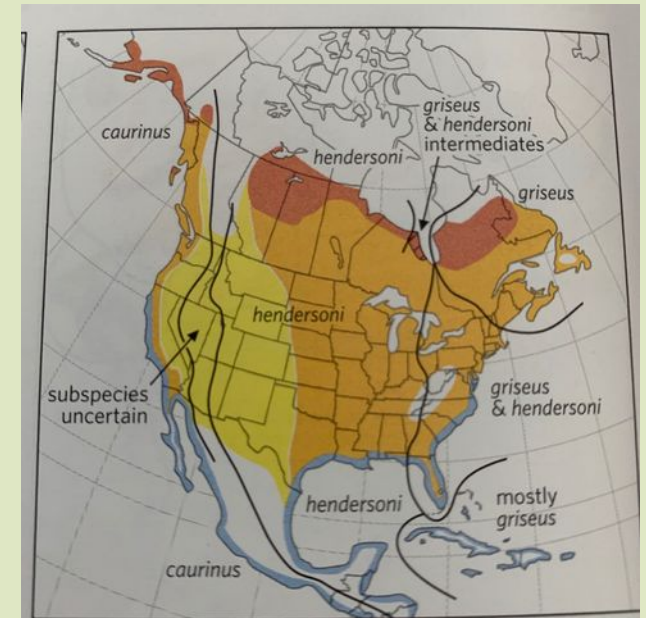 caurinus
hendersoni
griseus
& hendersoni
intermediates
griseus
hendersoni
subspecies
uncertain
griseus
& hendersoni
hendersoni
mostly
griseus
caurinus